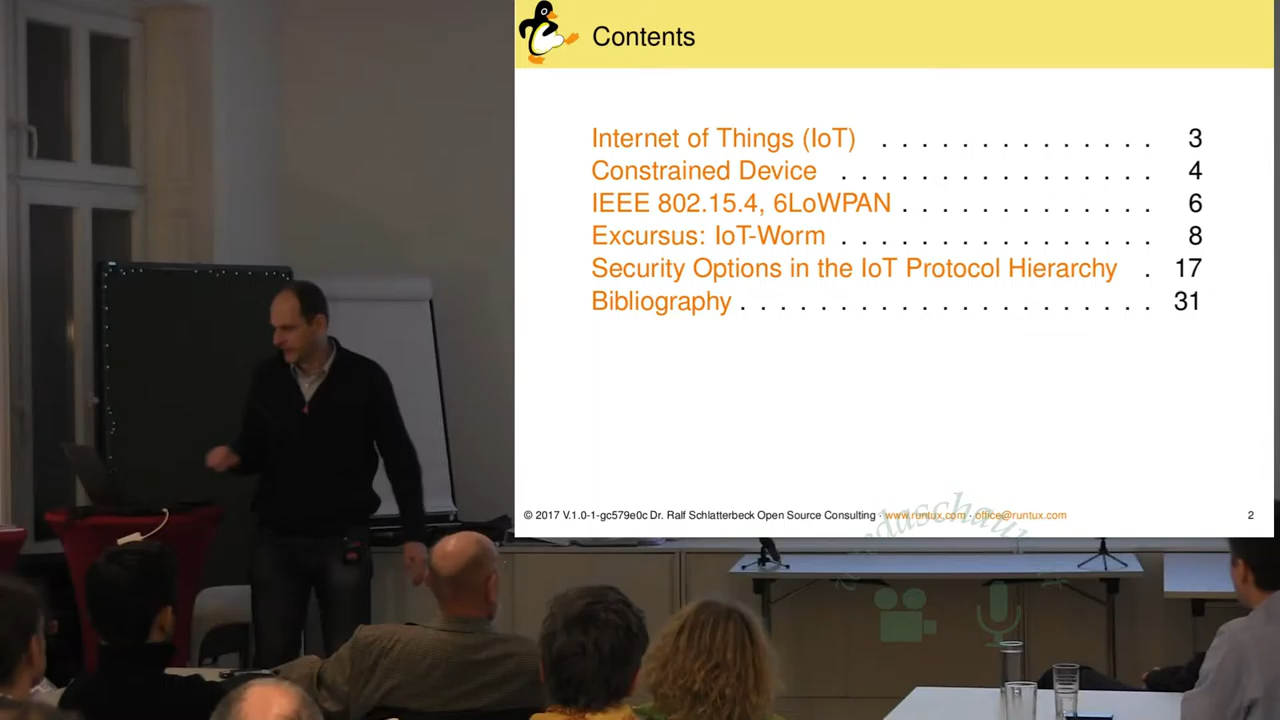 Contents
Internet of Things (IoT) . . . . . . . . . . . . . . 3
Constrained Device . . . . . . . . . . . . . . . . 4
IEEE 802.15.4, 6LoWPAN . . . . . . . . . . . . . 6
Excursus: IoT-Worm . . . . . . . . . . . . . . . . 8
Security Options in the IoT Protocol Hierarchy . 17
Bibliography . . . . . . . . . . . . . . . . . . . . . 31
© 2017 V.1.0-1-gc579e0c Dr. Ralf Schlatterbeck Open Source Consulting · www.runtux.com · office@runtux.com 2